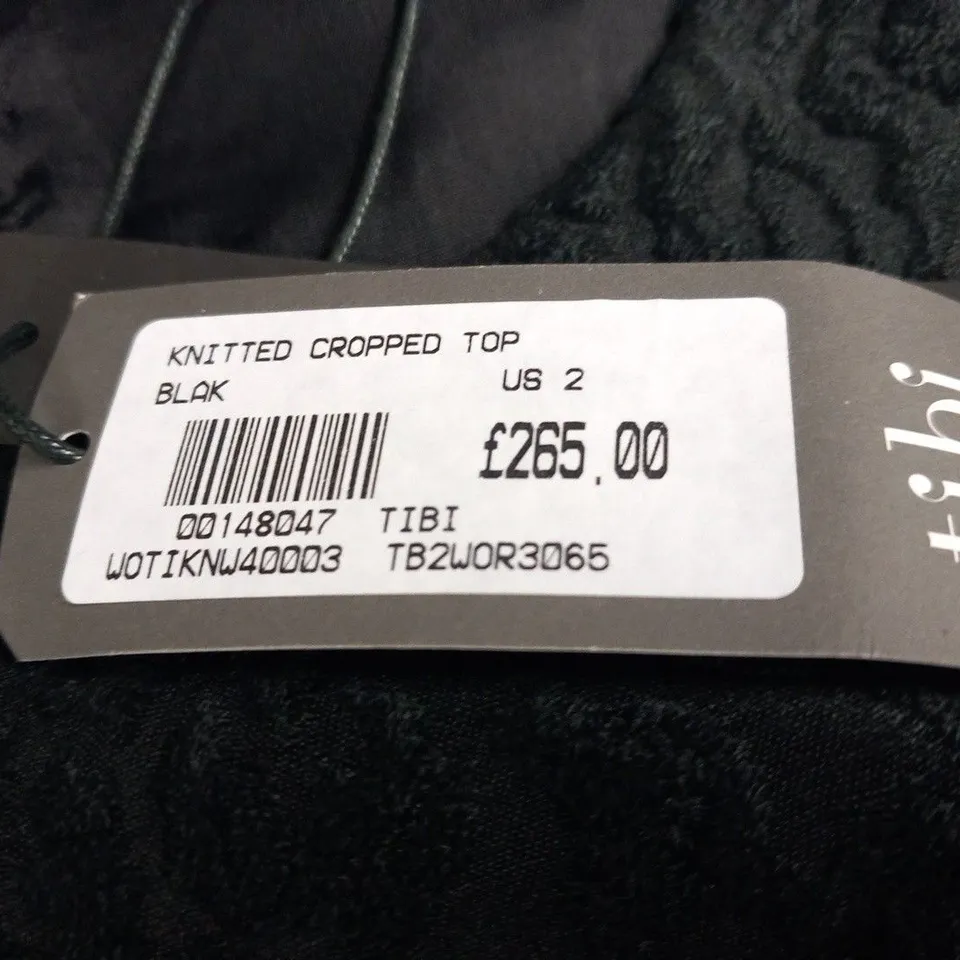 KNITTED CROPPED TOP
BLAK US 2
£265.00
00148047 TIBI
WOTIKNW40003 TB2WOR3065
tibi